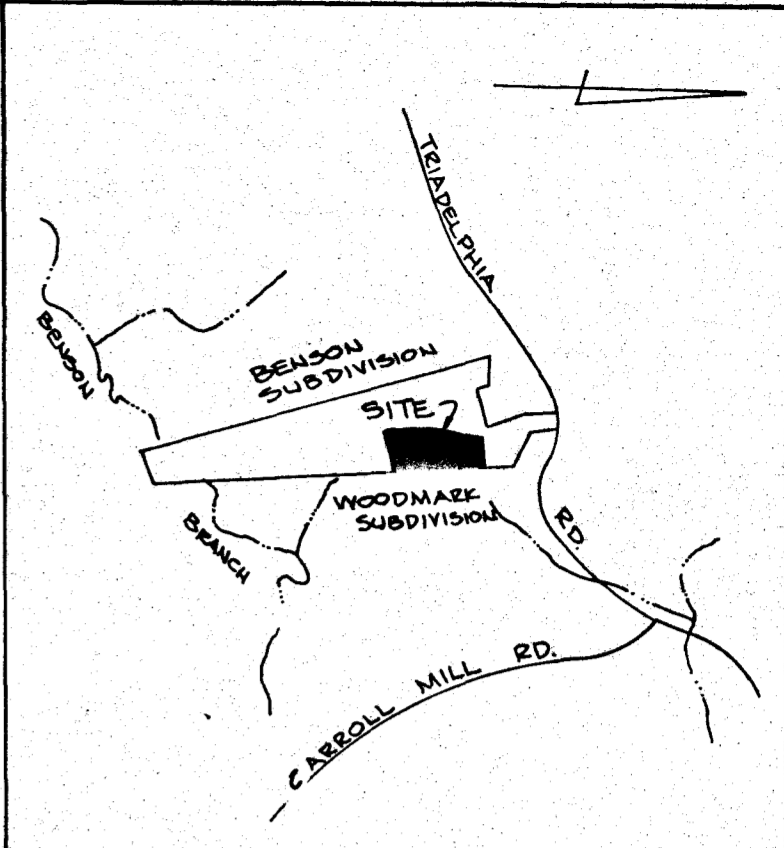 TRIADELPHIA
BENSON
BENSON
SUBDIVISION
SITE
WOODMARK
SUBDIVISION
BRANCH
RD.
CARROLL MILL RD.